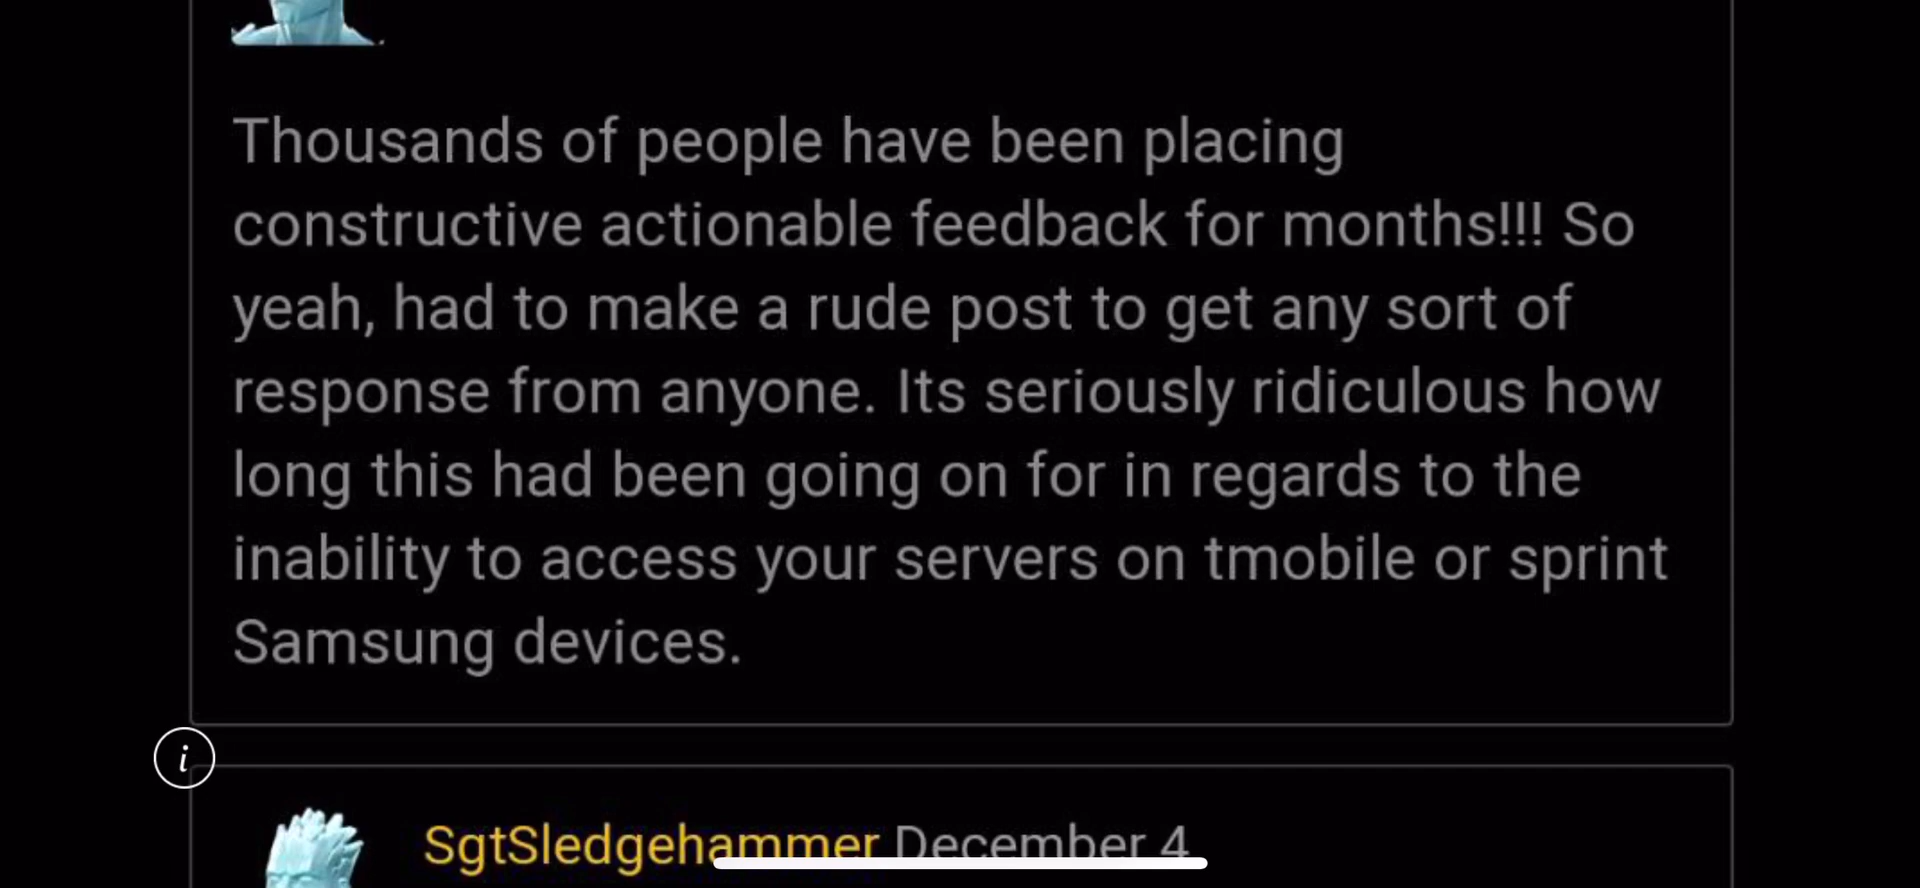 Thousands of people have been placing
constructive actionable feedback for months!!! So
yeah, had to make a rude post to get any sort of
response from anyone. Its seriously ridiculous how
long this had been going on for in regards to the
inability to access your servers on tmobile or sprint
Samsung devices.
i
SgtSledgehammer December 4